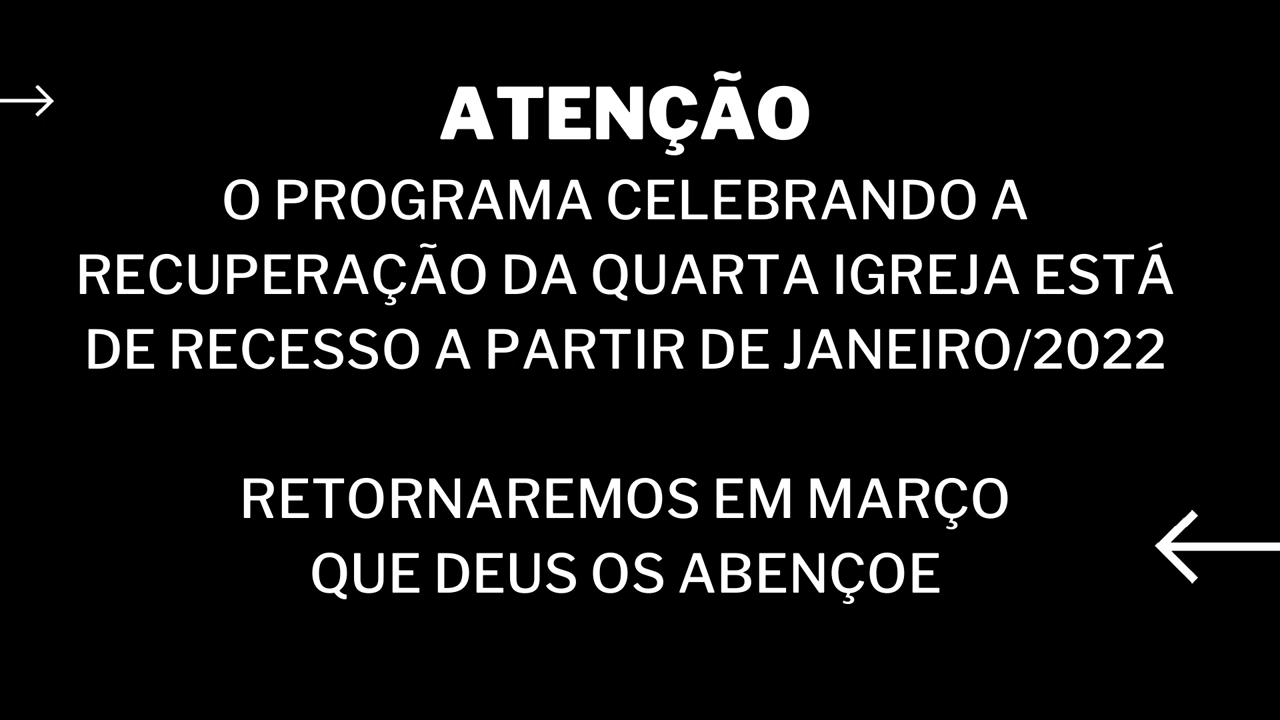 ATENÇÃO
O PROGRAMA CELEBRANDO A
RECUPERAÇÃO DA QUARTA IGREJA ESTÁ
DE RECESSO A PARTIR DE JANEIRO/2022
RETORNAREMOS EM MARÇO
QUE DEUS OS ABENÇOE